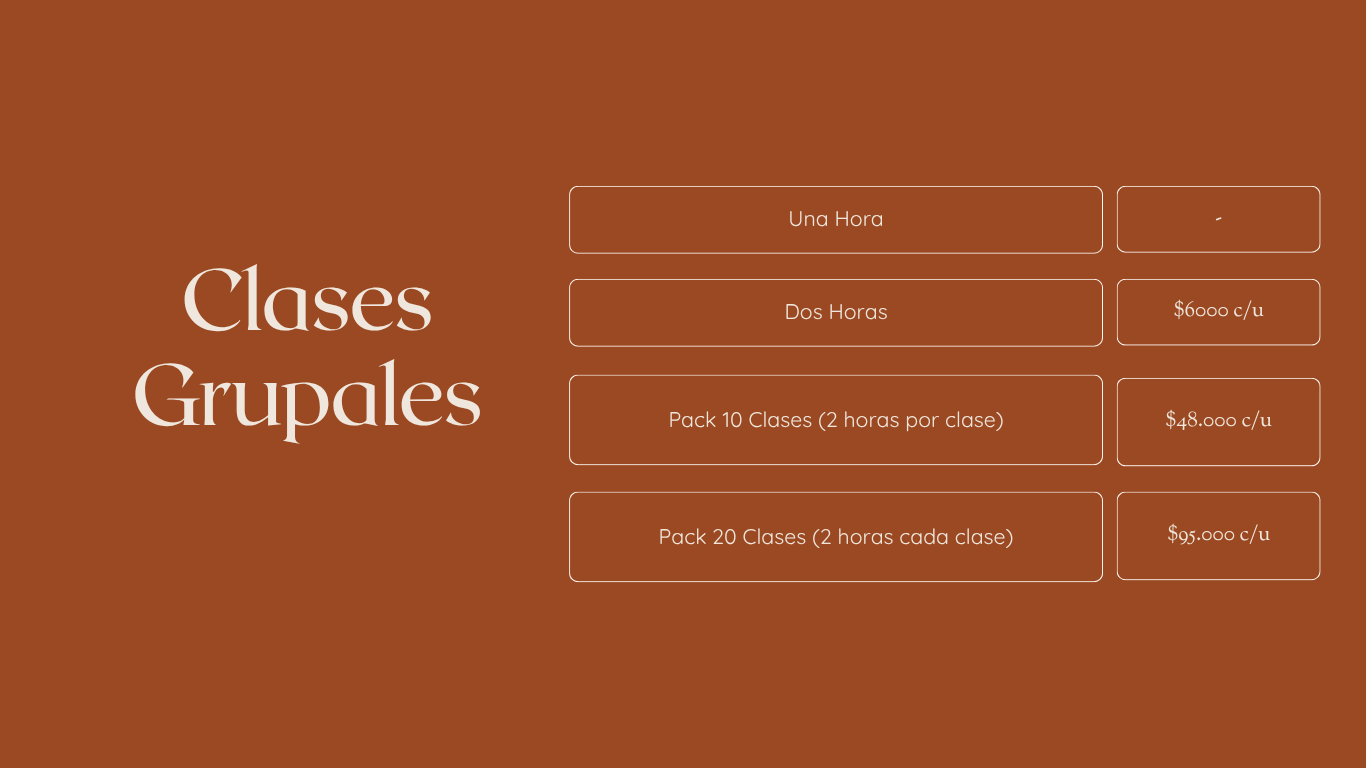 Clases
Grupales
Una Hora
-
Dos Horas
$6000 c/u
Pack 10 Clases (2 horas por clase)
$48.000 c/u
Pack 20 Clases (2 horas cada clase)
$95.000 c/u